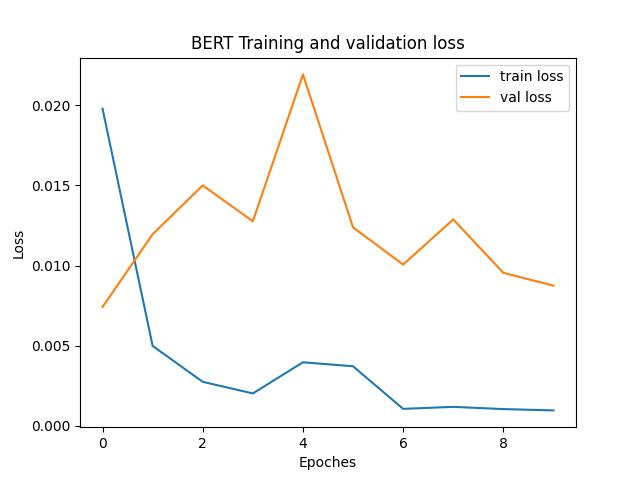 BERT Training and validation loss
train loss
val loss
0.020
0.015
0.010
0.005
0.000
Loss
0 2 4 6 8
Epoches